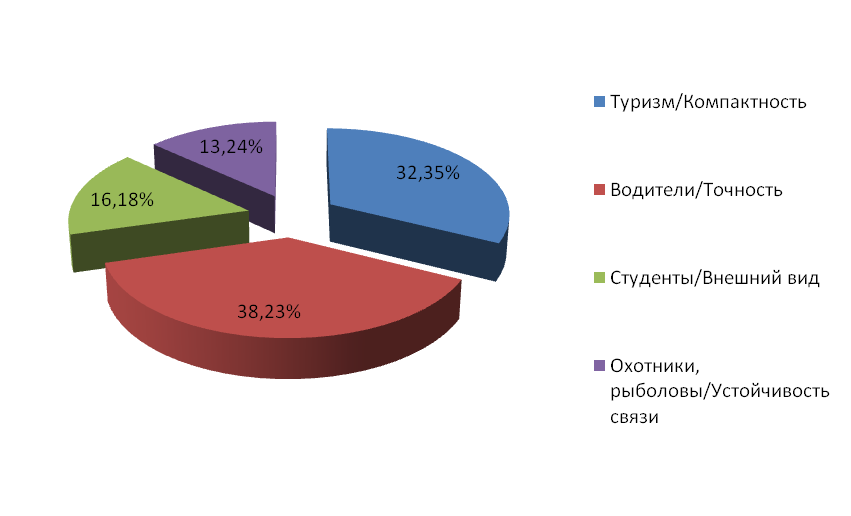 13,24%
32,35%
16,18%
38,23%
Туризм/Компактность
Водители/Точность
Студенты/Внешний вид
Охотники,
рыболовы/Устойчивость
связи